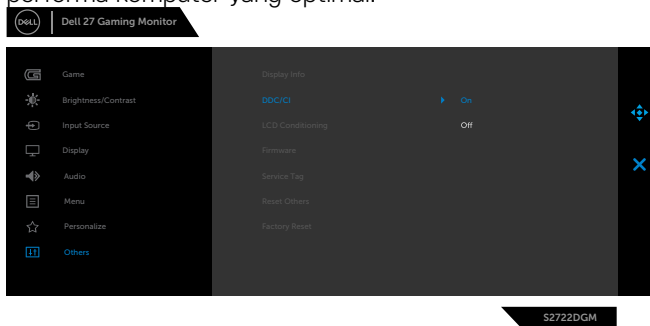 performa komputer yang optimal.
DELL Dell 27 Gaming Monitor
Game Display Info
Brightness/Contrast DDC/CI On
Input Source LCD Conditioning Off
Display Firmware
Audio Service Tag
Menu Reset Others
Personalize Factory Reset
Others
S2722DGM